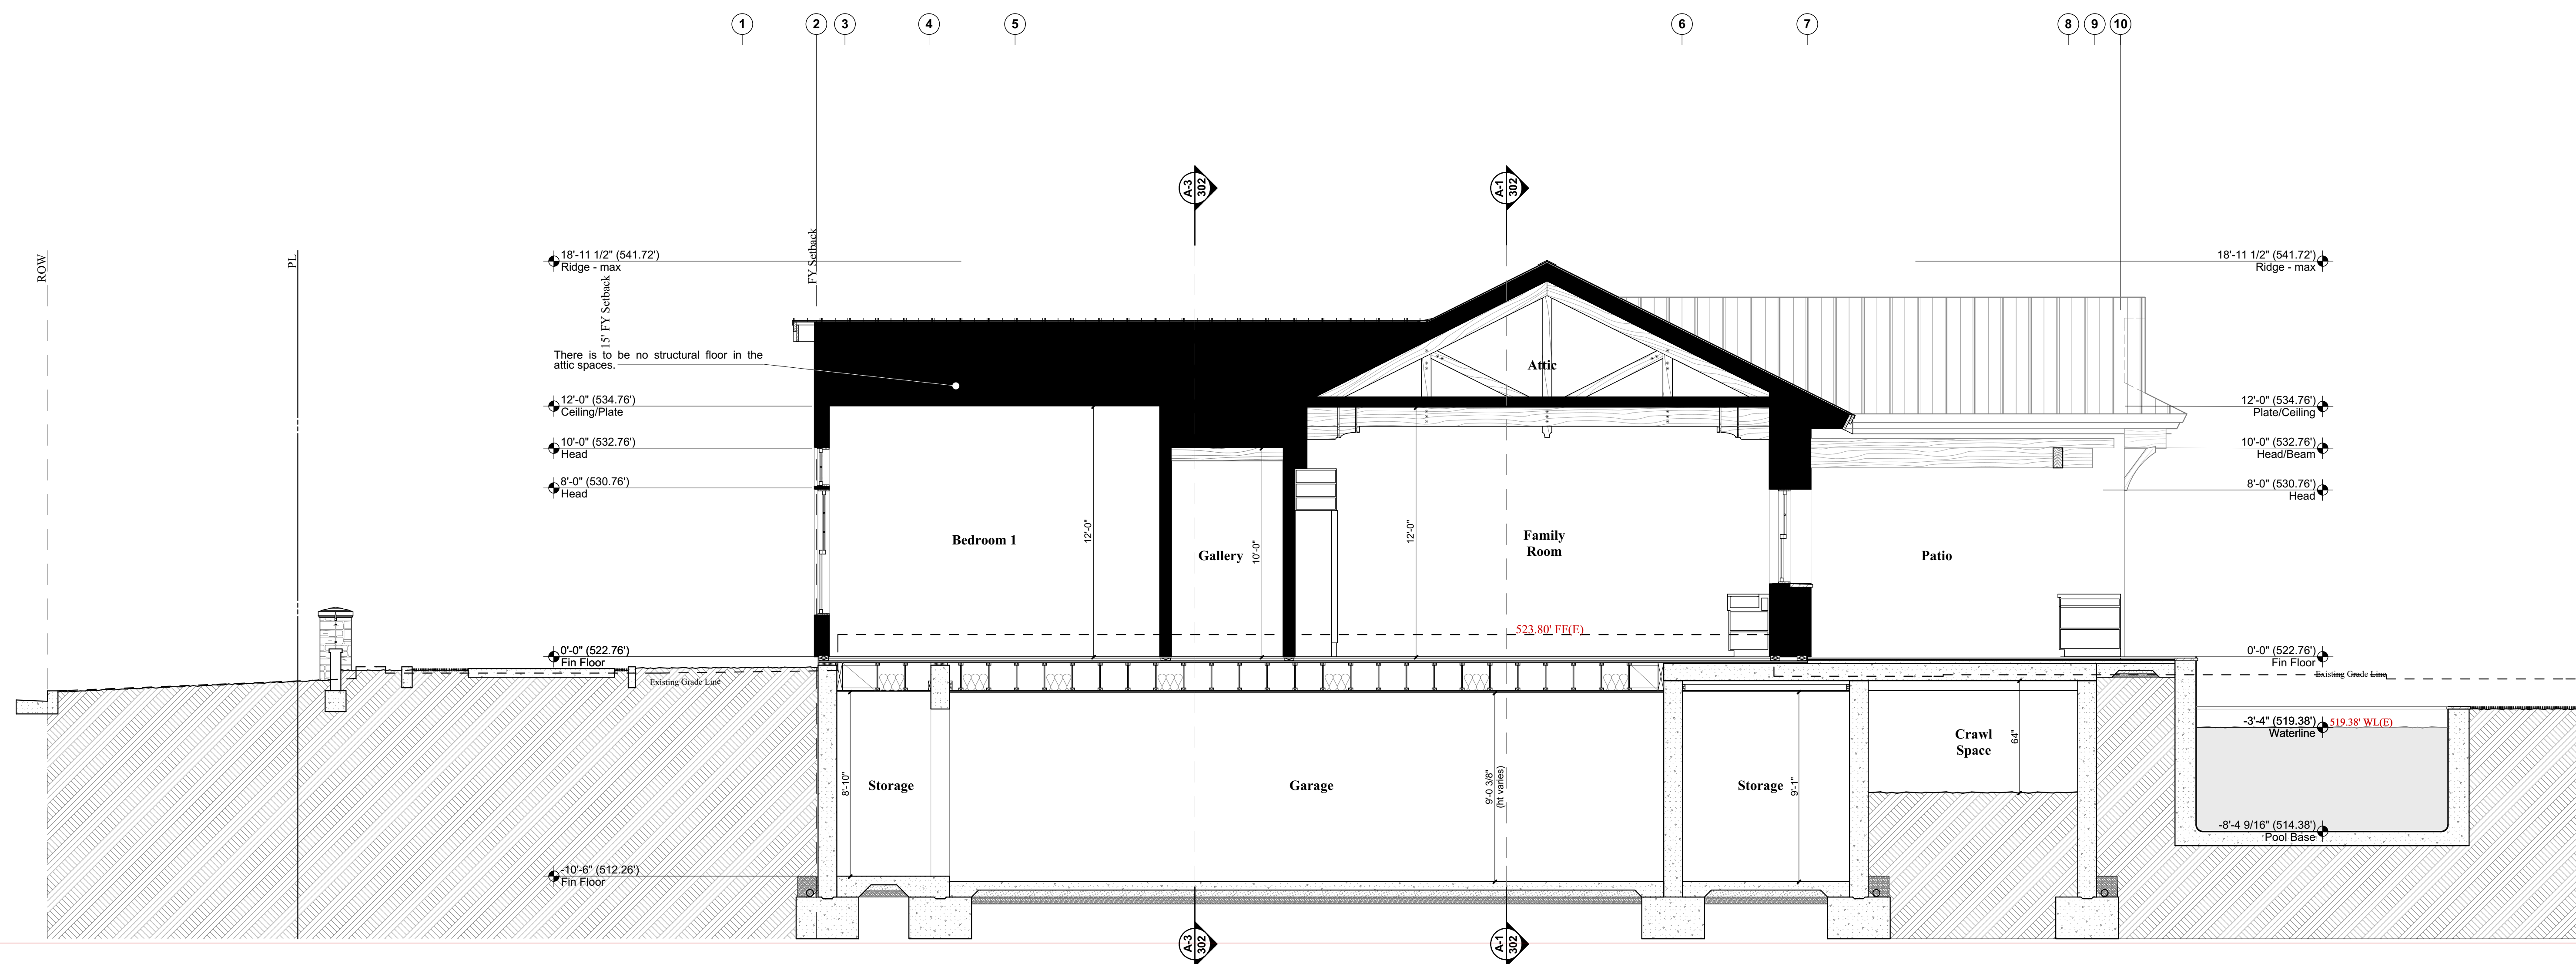 1
2
3
4
5
6
7
8
9
10
A-3
302
A-1
302
ROW
PL
15' FY Setback
FY Setback
18'-11 1/2" (541.72')
Ridge - max
18'-11 1/2" (541.72')
Ridge - max
There is to be no structural floor in the
attic spaces.
Attic
12'-0" (534.76')
Ceiling/Plate
12'-0" (534.76')
Plate/Ceiling
10'-0" (532.76')
Head
10'-0" (532.76')
Head/Beam
8'-0" (530.76')
Head
8'-0" (530.76')
Head
Bedroom 1
12'-0"
Gallery
10'-0"
12'-0"
Family
Room
Patio
523.80' FF(E)
0'-0" (522.76')
Fin Floor
0'-0" (522.76')
Fin Floor
Existing Grade Line
Existing Grade Line
-3'-4" (519.38')
Waterline
519.38' WL(E)
Crawl
Space
64"
8'-10"
Storage
Garage
9'-0 3/8"
(ht varies)
Storage
9'-1"
-8'-4 9/16" (514.38')
Pool Base
-10'-6" (512.26')
Fin Floor
A-3
302
A-1
302